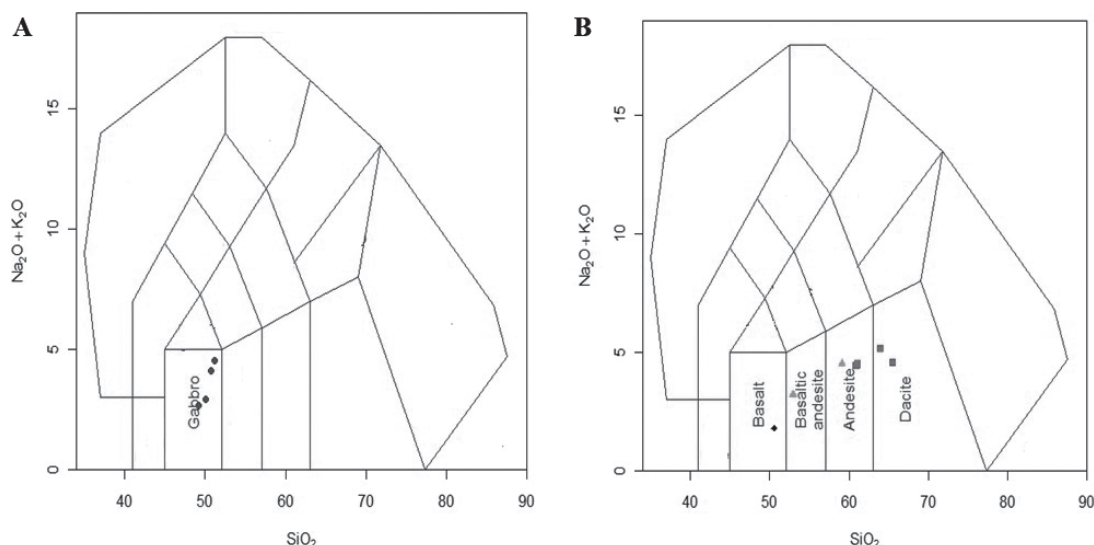 A
Na₂O+K₂O
15
10
5
0
Gabbro
40 50 60 70 80 90
SiO₂
B
Na₂O+K₂O
15
10
5
0
Basalt
Basaltic
andesite
Andesite
Dacite
40 50 60 70 80 90
SiO₂